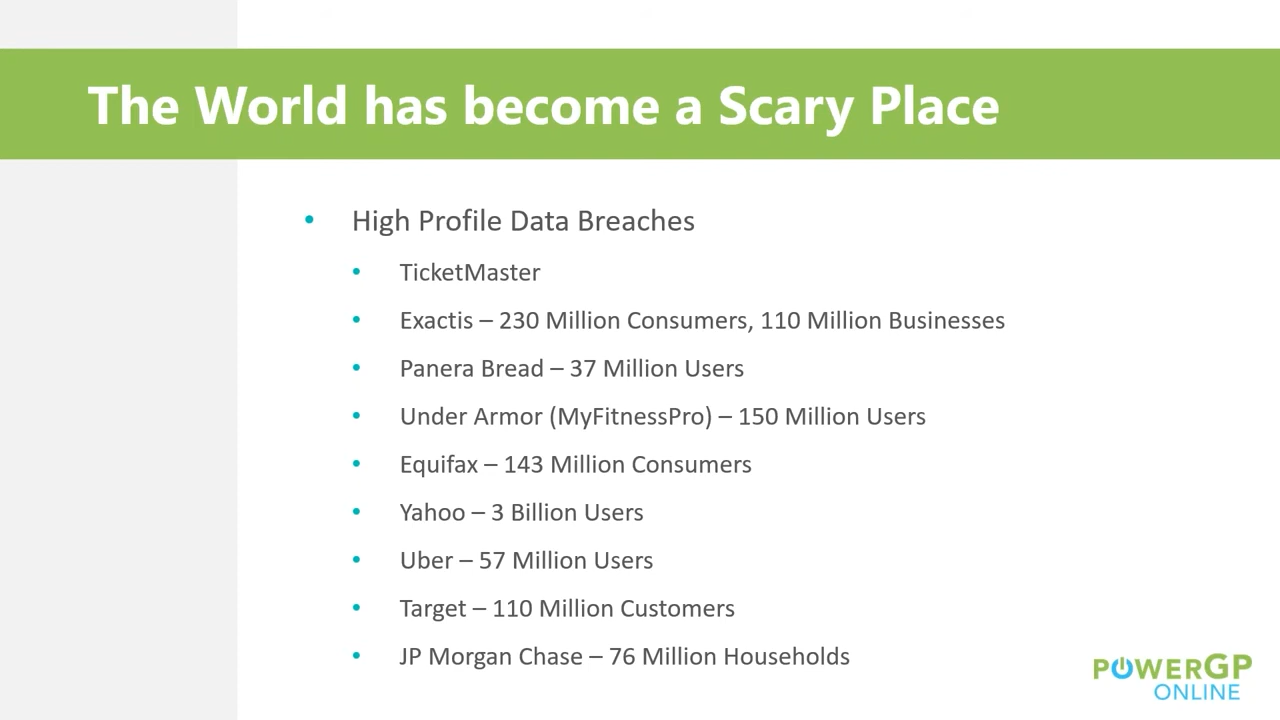 The World has become a Scary Place
• High Profile Data Breaches
• TicketMaster
• Exactis – 230 Million Consumers, 110 Million Businesses
• Panera Bread – 37 Million Users
• Under Armor (MyFitnessPro) – 150 Million Users
• Equifax – 143 Million Consumers
• Yahoo – 3 Billion Users
• Uber – 57 Million Users
• Target – 110 Million Customers
• JP Morgan Chase – 76 Million Households
POWERGP
ONLINE